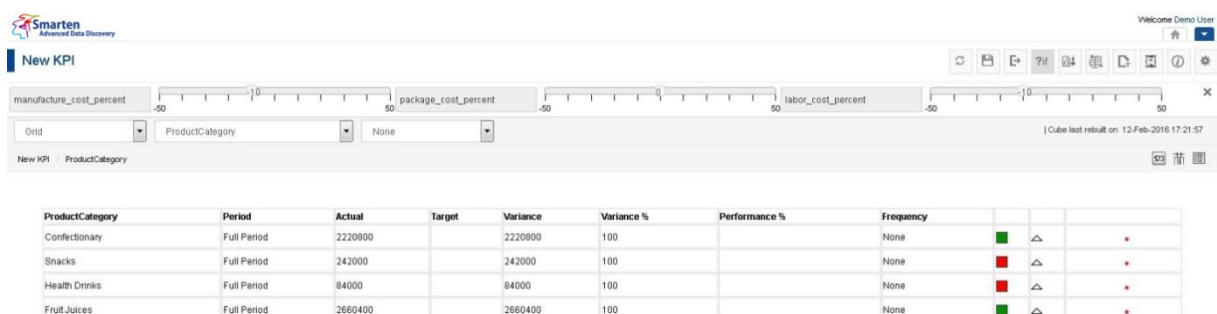 Smarten
Advanced Data Discovery
Welcome Demo User
New KPI
?if
manufacture_cost_percent -50 -10 50 package_cost_percent -50 0 50 labor_cost_percent -50 -10 50 ×
Grid ProductCategory None | Cube last rebuilt on 12-Feb-2016 17:21:57
New KPI / ProductCategory 123
ProductCategory Period Actual Target Variance Variance % Performance % Frequency
Confectionary Full Period 2220800 2220800 100 None
Snacks Full Period 242000 242000 100 None
Health Drinks Full Period 84000 84000 100 None
Fruit Juices Full Period 2660400 2660400 100 None